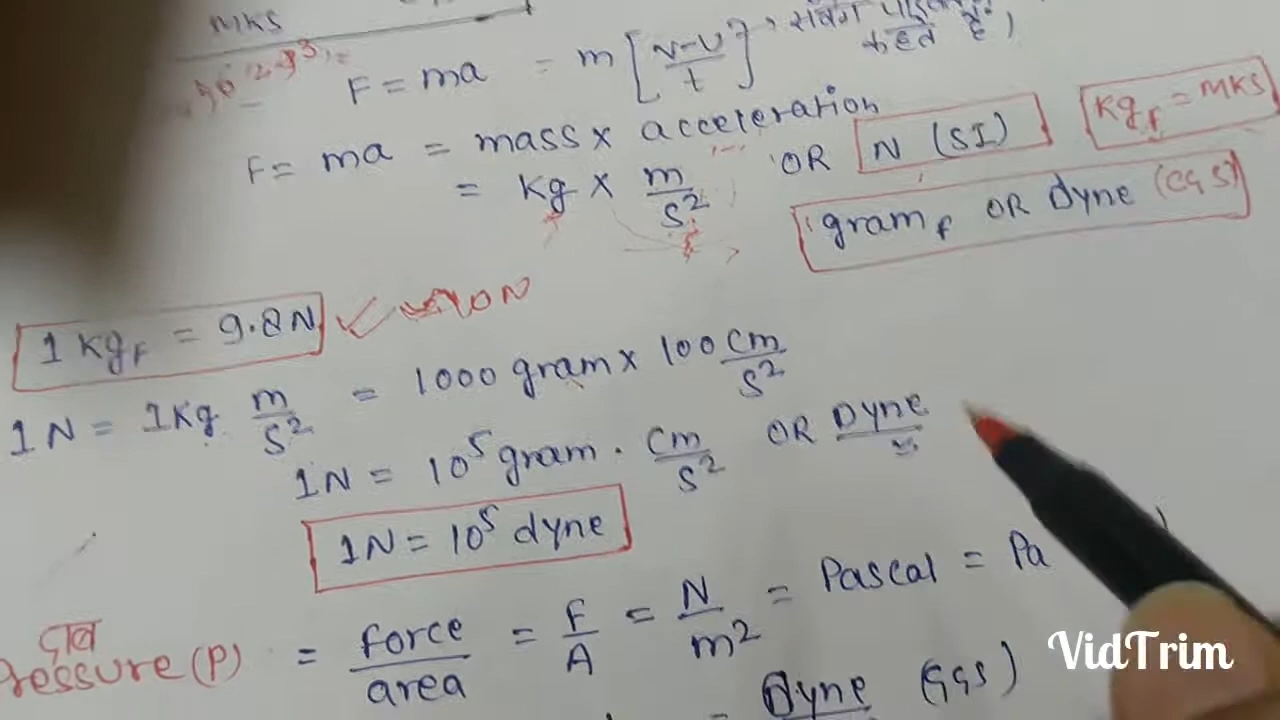 MKS
F = ma = m [v-u/t]
कहते हैं,
F = ma = mass × acceleration
= kg × m/s² OR N (SI)
kgf = MKS
gramf OR Dyne (CGS)
1 kgf = 9.8N 10N
1N = 1Kg m/s² = 1000 gram × 100 cm/s²
1N = 10⁵ gram . cm/s² OR Dyne
1N = 10⁵ dyne
दाब
Pressure (P) = force/area = F/A = N/m² = Pascal = Pa
= Dyne (CGS)
VidTrim